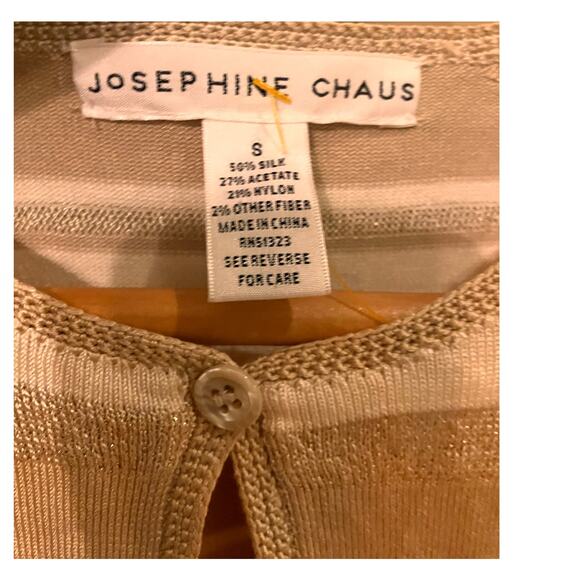 JOSEPHINE CHAUS
S
50% SILK
27% ACETATE
21% NYLON
2% OTHER FIBER
MADE IN CHINA
RN51323
SEE REVERSE
FOR CARE